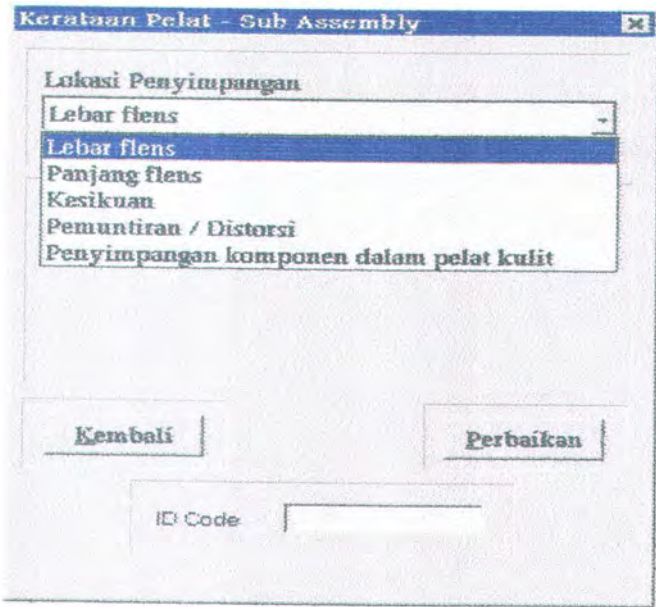 Kerataan Pelat - Sub Assembly
Lokasi Penyimpangan
Lebar flens
Lebar flens
Panjang flens
Kesikuan
Pemuntiran / Distorsi
Penyimpangan komponen dalam pelat kulit
Kembali
Perbaikan
ID Code